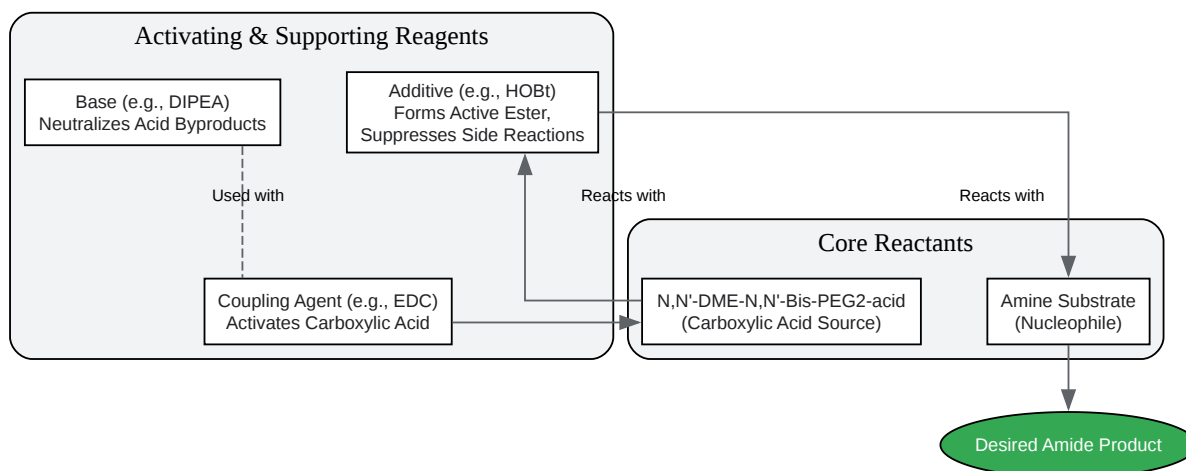 Activating & Supporting Reagents
Base (e.g., DIPEA)
Neutralizes Acid Byproducts
Additive (e.g., HOBt)
Forms Active Ester,
Suppresses Side Reactions
Used with
Reacts with
Reacts with
Core Reactants
Coupling Agent (e.g., EDC)
Activates Carboxylic Acid
N,N'-DME-N,N'-Bis-PEG2-acid
(Carboxylic Acid Source)
Amine Substrate
(Nucleophile)
Desired Amide Product